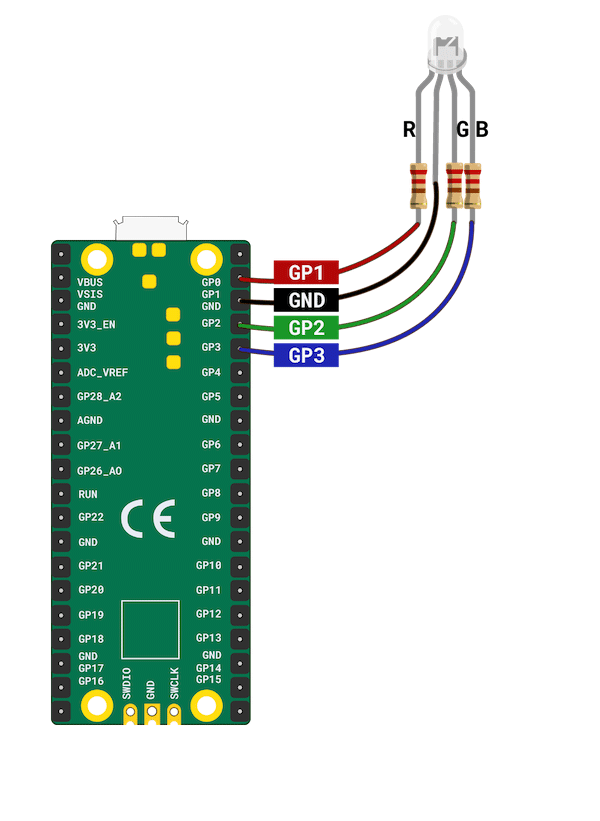 R
G B
GP1
GND
GP2
GP3
VBUS
VSIS
GND
3V3_EN
3V3
ADC_VREF
GP28_A2
AGND
GP27_A1
GP26_A0
RUN
GP22
GND
GP21
GP20
GP19
GP18
GND
GP17
GP16
GP0
GP1
GND
GP2
GP3
GP4
GP5
GND
GP6
GP7
GP8
GP9
GND
GP10
GP11
GP12
GP13
GND
GP14
GP15
CE
SWDIO
GND
SWCLK